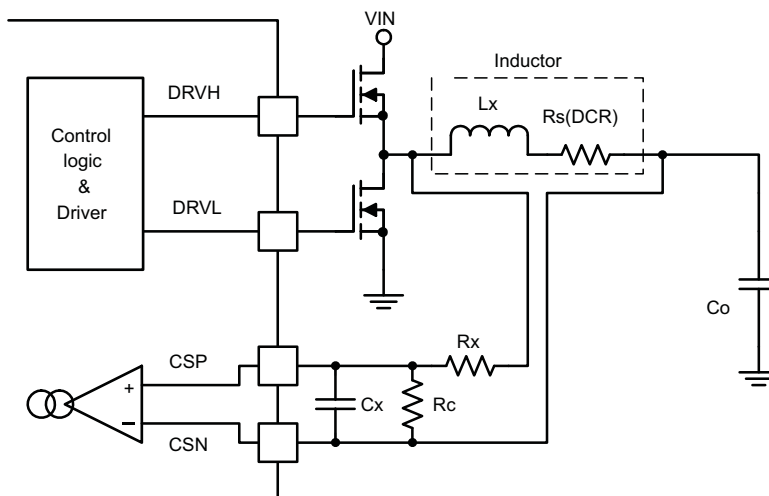 VIN
Inductor
DRVH
Lx
Rs(DCR)
Control
logic
&
Driver
DRVL
Co
Rx
CSP
+
Cx
Rc
–
CSN